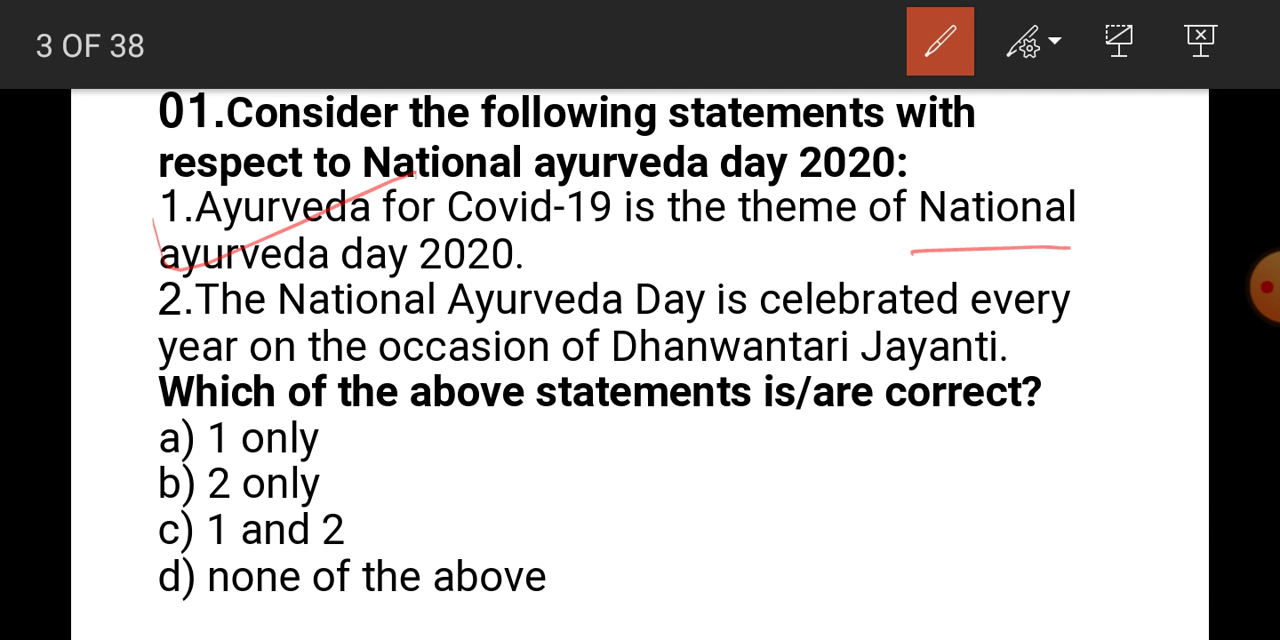 3 OF 38
01.Consider the following statements with
respect to National ayurveda day 2020:
1.Ayurveda for Covid-19 is the theme of National
ayurveda day 2020.
2.The National Ayurveda Day is celebrated every
year on the occasion of Dhanwantari Jayanti.
Which of the above statements is/are correct?
a) 1 only
b) 2 only
c) 1 and 2
d) none of the above